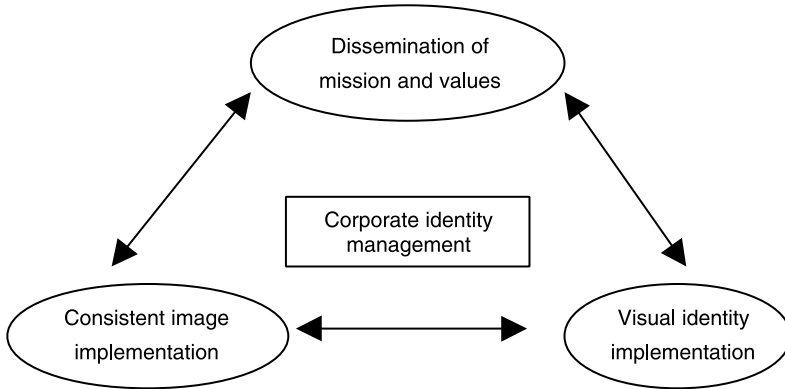 Dissemination of
mission and values
Corporate identity
management
Consistent image
implementation
Visual identity
implementation